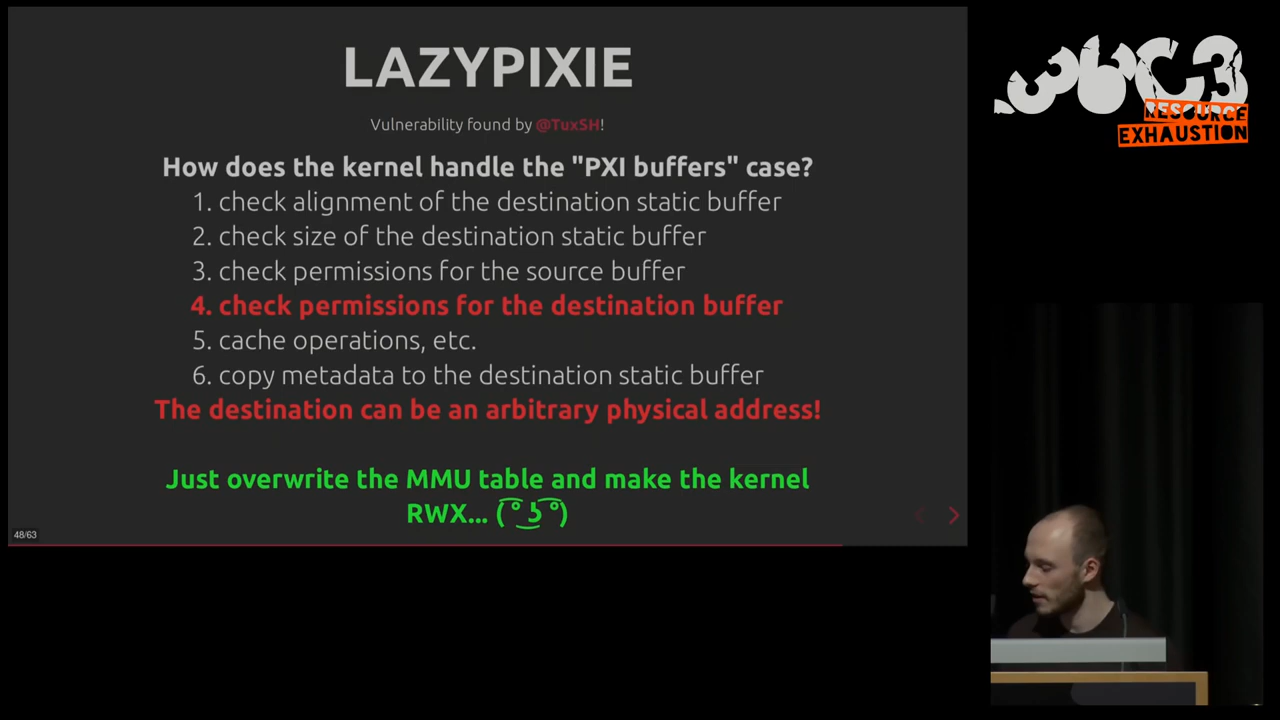 LAZYPIXIE
Vulnerability found by @TuxSH!
How does the kernel handle the "PXI buffers" case?
1. check alignment of the destination static buffer
2. check size of the destination static buffer
3. check permissions for the source buffer
4. check permissions for the destination buffer
5. cache operations, etc.
6. copy metadata to the destination static buffer
The destination can be an arbitrary physical address!
Just overwrite the MMU table and make the kernel
RWX... ( ͡° ͜ʖ ͡°)
48/63
36C3
RESOURCE
EXHAUSTION